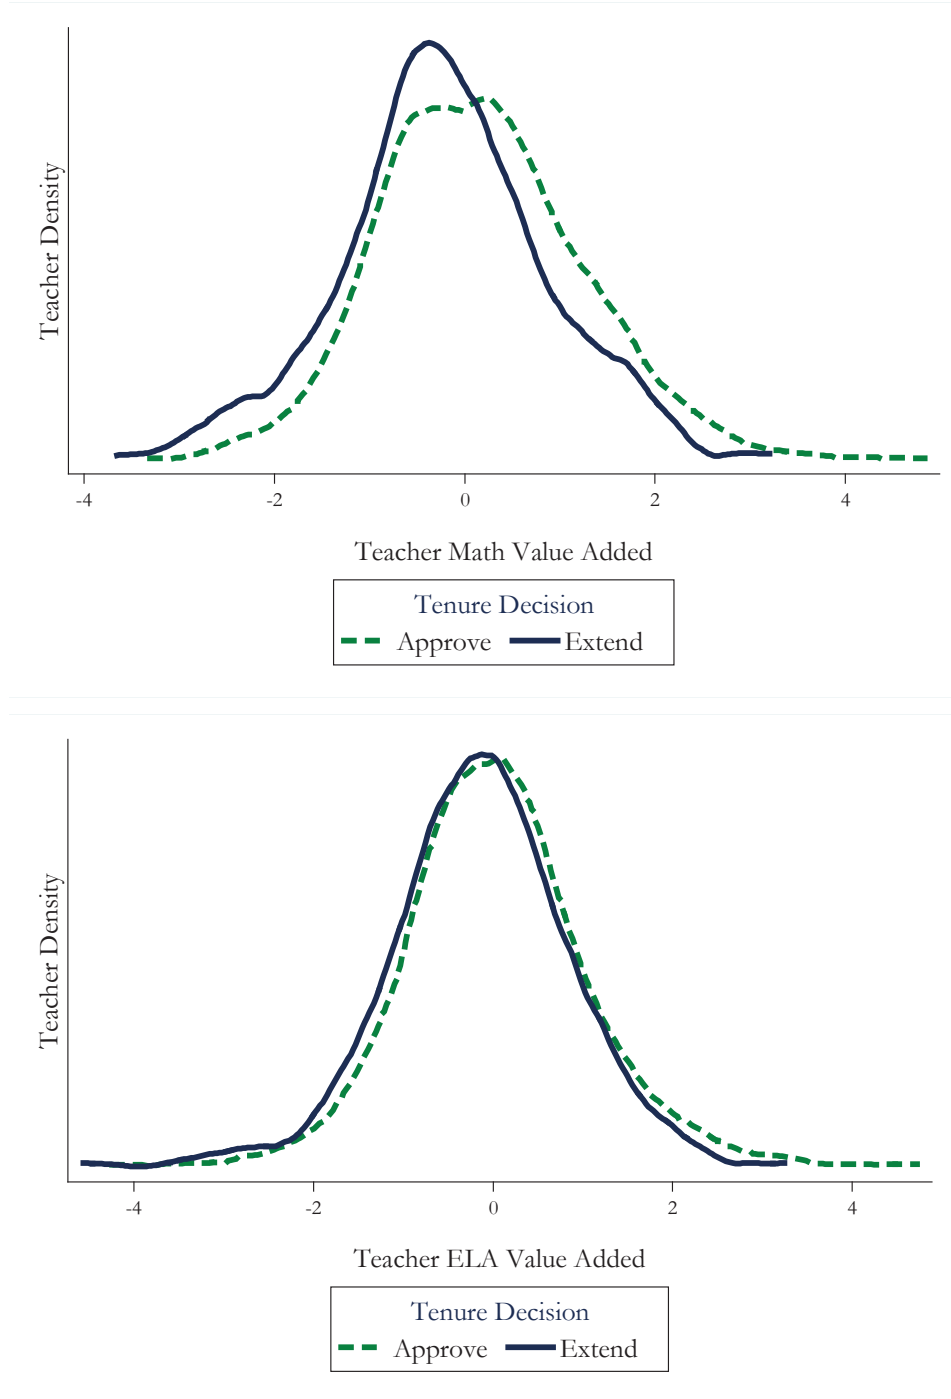 Teacher Density
-4 -2 0 2 4
Teacher Math Value Added
Tenure Decision
Approve Extend
Teacher Density
-4 -2 0 2 4
Teacher ELA Value Added
Tenure Decision
Approve Extend